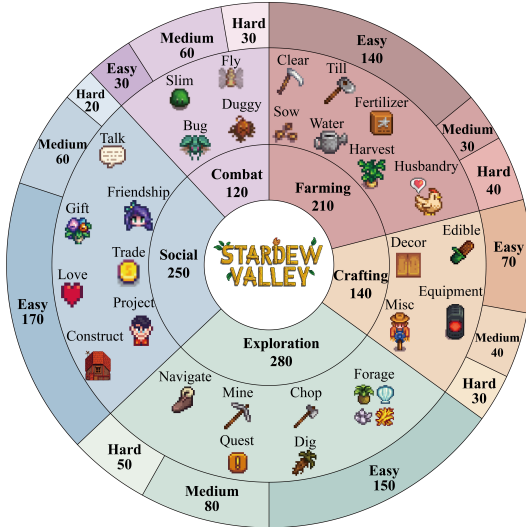 Hard
30
Medium
60
Easy
30
Easy
140
Medium
30
Hard
40
Fly
Slim
Duggy
Bug
Combat
120
Clear
Till
Fertilizer
Sow
Water
Harvest
Husbandry
Farming
210
Hard
20
Medium
60
Easy
170
Talk
Friendship
Gift
Trade
Love
Project
Construct
Social
250
STARDEW
VALLEY
Decor
Edible
Equipment
Misc
Crafting
140
Easy
70
Medium
40
Hard
30
Exploration
280
Navigate
Mine
Chop
Forage
Quest
Dig
Hard
50
Medium
80
Easy
150